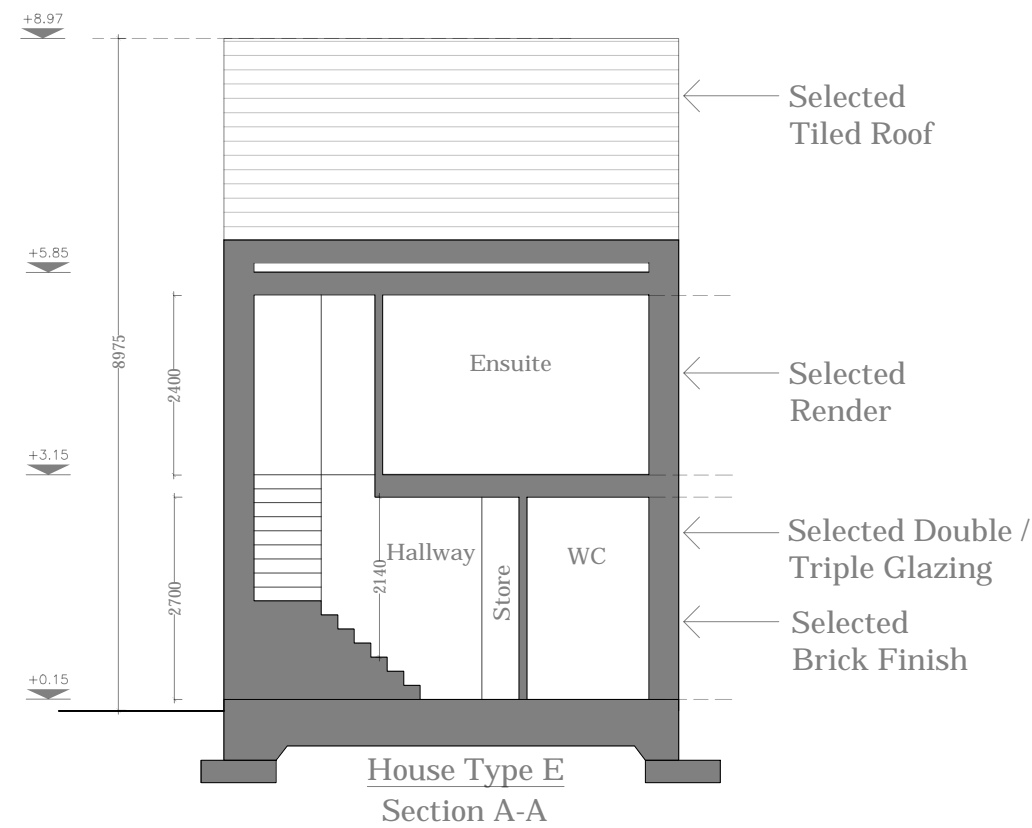 +8.97
Selected
Tiled Roof
+5.85
8975
2400
Ensuite
Selected
Render
+3.15
2700
Hallway
2140
Store
WC
Selected Double /
Triple Glazing
Selected
Brick Finish
+0.15
House Type E
Section A-A